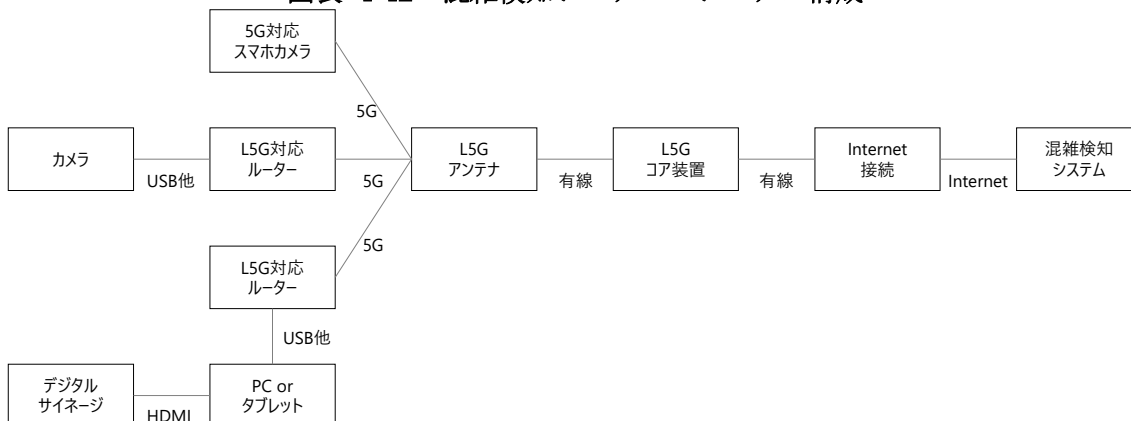 5G対応
スマホカメラ
5G
カメラ
USB他
L5G対応
ルーター
5G
L5G
アンテナ
有線
L5G
コア装置
有線
Internet
接続
Internet
混雑検知
システム
5G
L5G対応
ルーター
USB他
デジタル
サイネージ
HDMI
PC or
タブレット